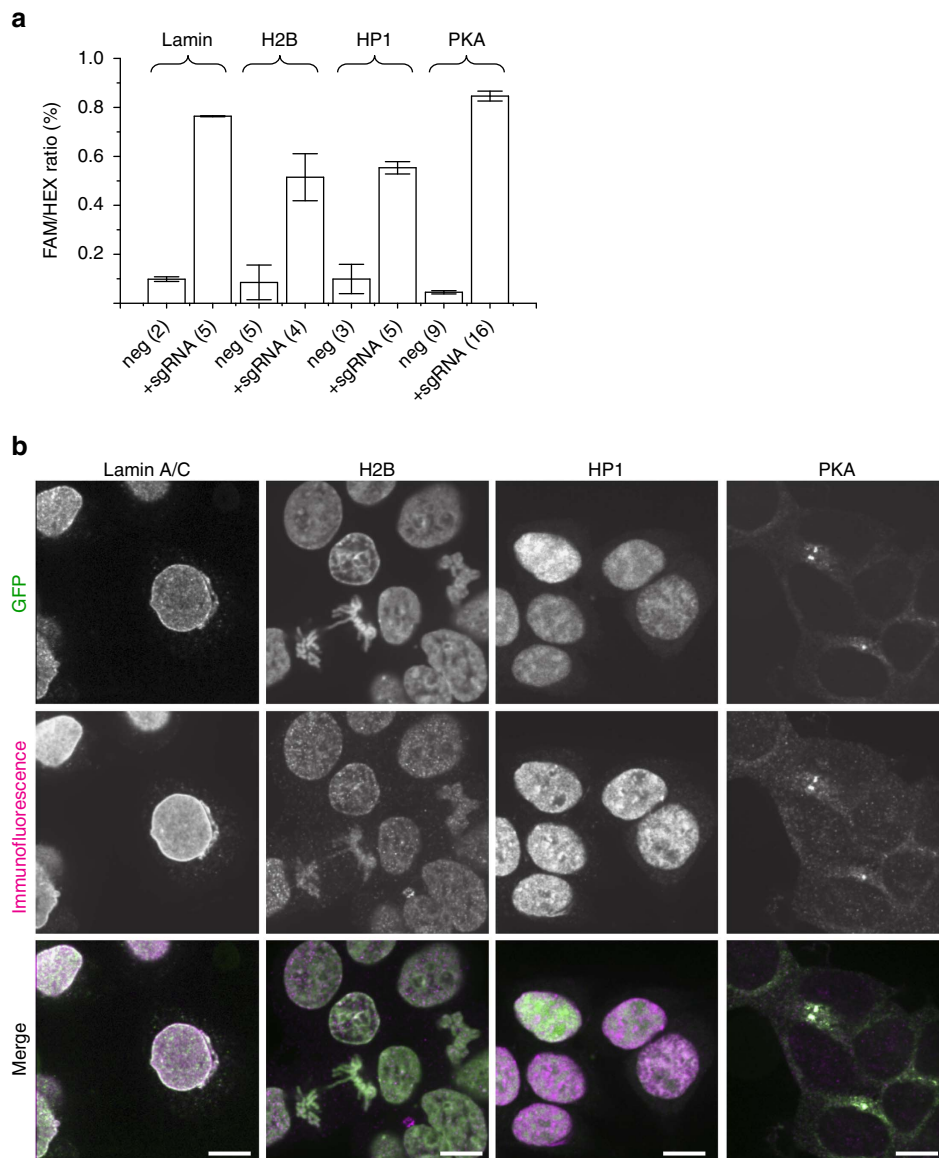 a
Lamin H2B HP1 PKA
1.0
0.8
0.6
0.4
0.2
FAM/HEX ratio (%)
neg (2)
+sgRNA (5)
neg (5)
+sgRNA (4)
neg (3)
+sgRNA (5)
neg (9)
+sgRNA (16)
b
Lamin A/C H2B HP1 PKA
GFP
Immunofluorescence
Merge